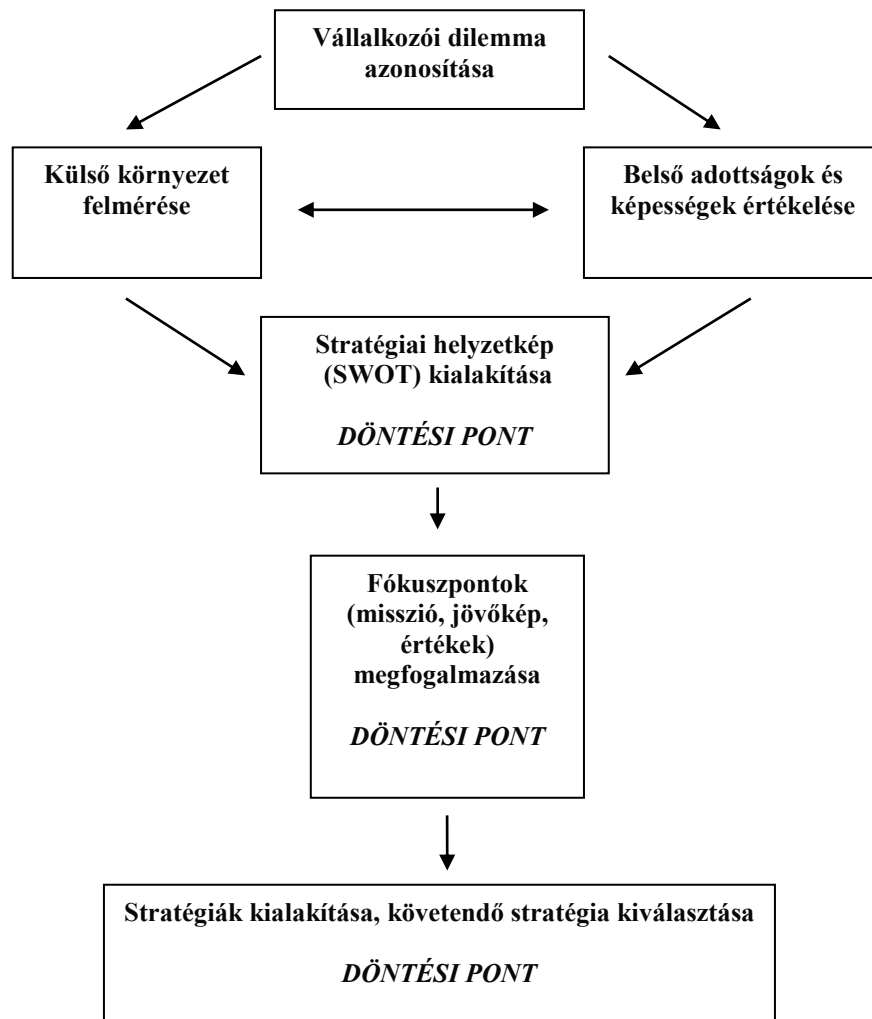 Vállalkozói dilemma
azonosítása
Külső környezet
felmérése
Belső adottságok és
képességek értékelése
Stratégiai helyzetkép
(SWOT) kialakítása
DÖNTÉSI PONT
Fókuszpontok
(misszió, jövőkép,
értékek)
megfogalmazása
DÖNTÉSI PONT
Stratégiák kialakítása, követendő stratégia kiválasztása
DÖNTÉSI PONT